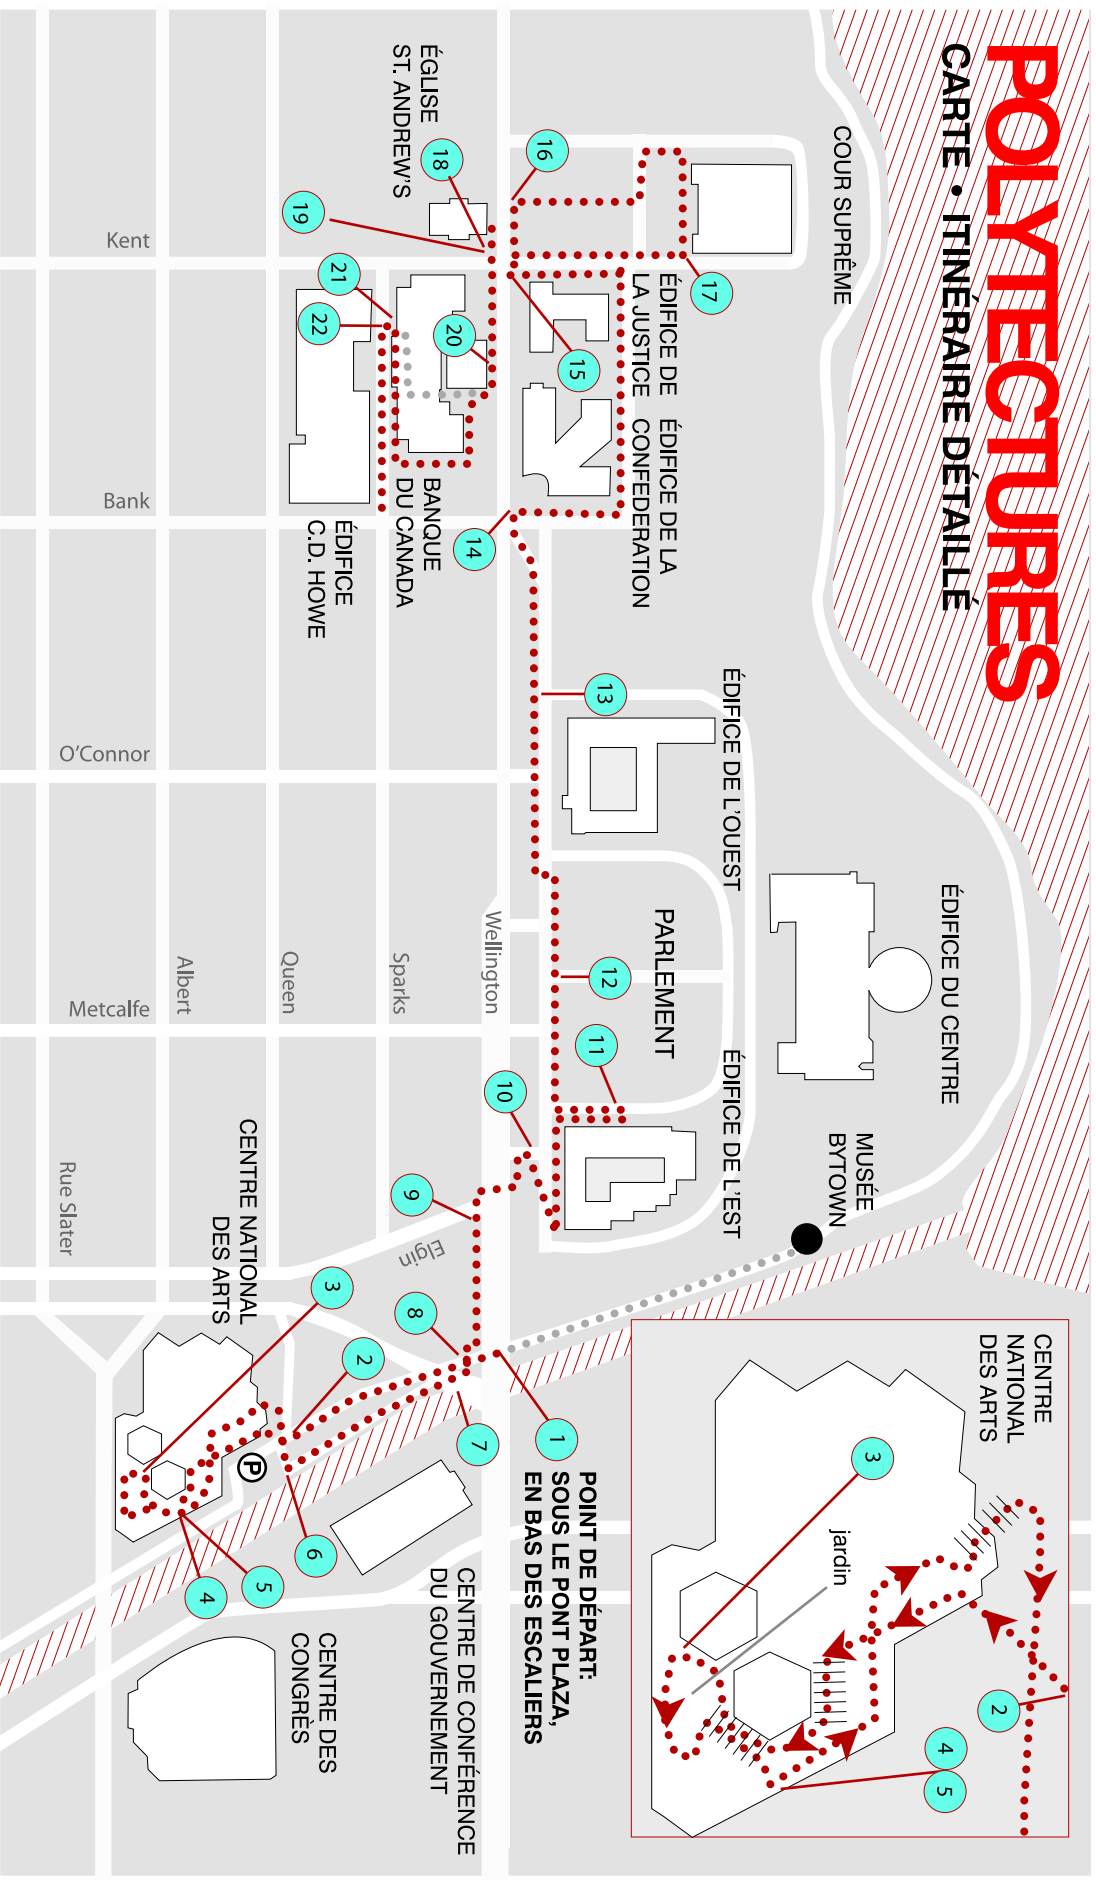 POLYTECTURES
CARTE • ITINÉRAIRE DÉTAILLÉ
COUR SUPRÊME
ÉGLISE
ST. ANDREW'S
16
17
18
19
Kent
ÉDIFICE DE
LA JUSTICE
ÉDIFICE DE LA
CONFEDERATION
15
20
21
22
14
BANQUE
DU CANADA
ÉDIFICE
C.D. HOWE
Bank
13
ÉDIFICE DE L'OUEST
O'Connor
ÉDIFICE DU CENTRE
PARLEMENT
12
11
10
ÉDIFICE DE L'EST
Wellington
Sparks
Queen
Albert
Metcalfe
Rue Slater
MUSÉE
BYTOWN
9
Elgin
8
7
1
POINT DE DÉPART:
SOUS LE PONT PLAZA,
EN BAS DES ESCALIERS
CENTRE NATIONAL
DES ARTS
3
2
P
6
5
4
CENTRE DE CONFÉRENCE
DU GOUVERNEMENT
CENTRE DES
CONGRÈS
CENTRE
NATIONAL
DES ARTS
3
jardin
2
4
5